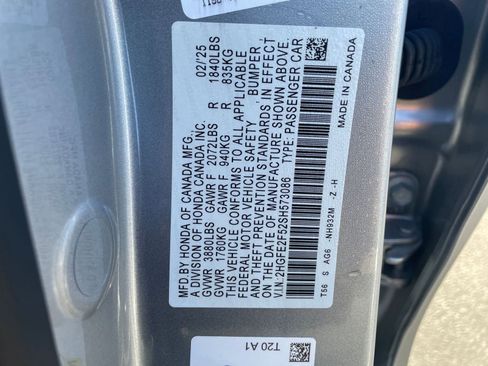 MFD. BY HONDA OF CANADA MFG., 02/'25
A DIVISION OF HONDA CANADA INC.
GVWR 3880LBS GAWR F 2072LBS R 1840LBS
GVWR 1760KG GAWR F 940KG R 835KG
THIS VEHICLE CONFORMS TO ALL APPLICABLE
FEDERAL MOTOR VEHICLE SAFETY , BUMPER ,
THEFT PREVENTION STANDARDS IN EFFECT
ON THE DATE OF MANUFACTURE SHOWN ABOVE.
V.I.N.:2HGFE2F52SH573086 TYPE: PASSENGER CAR
T56 S AG6 -NH932M -Z -H MADE IN CANADA
T20 A1